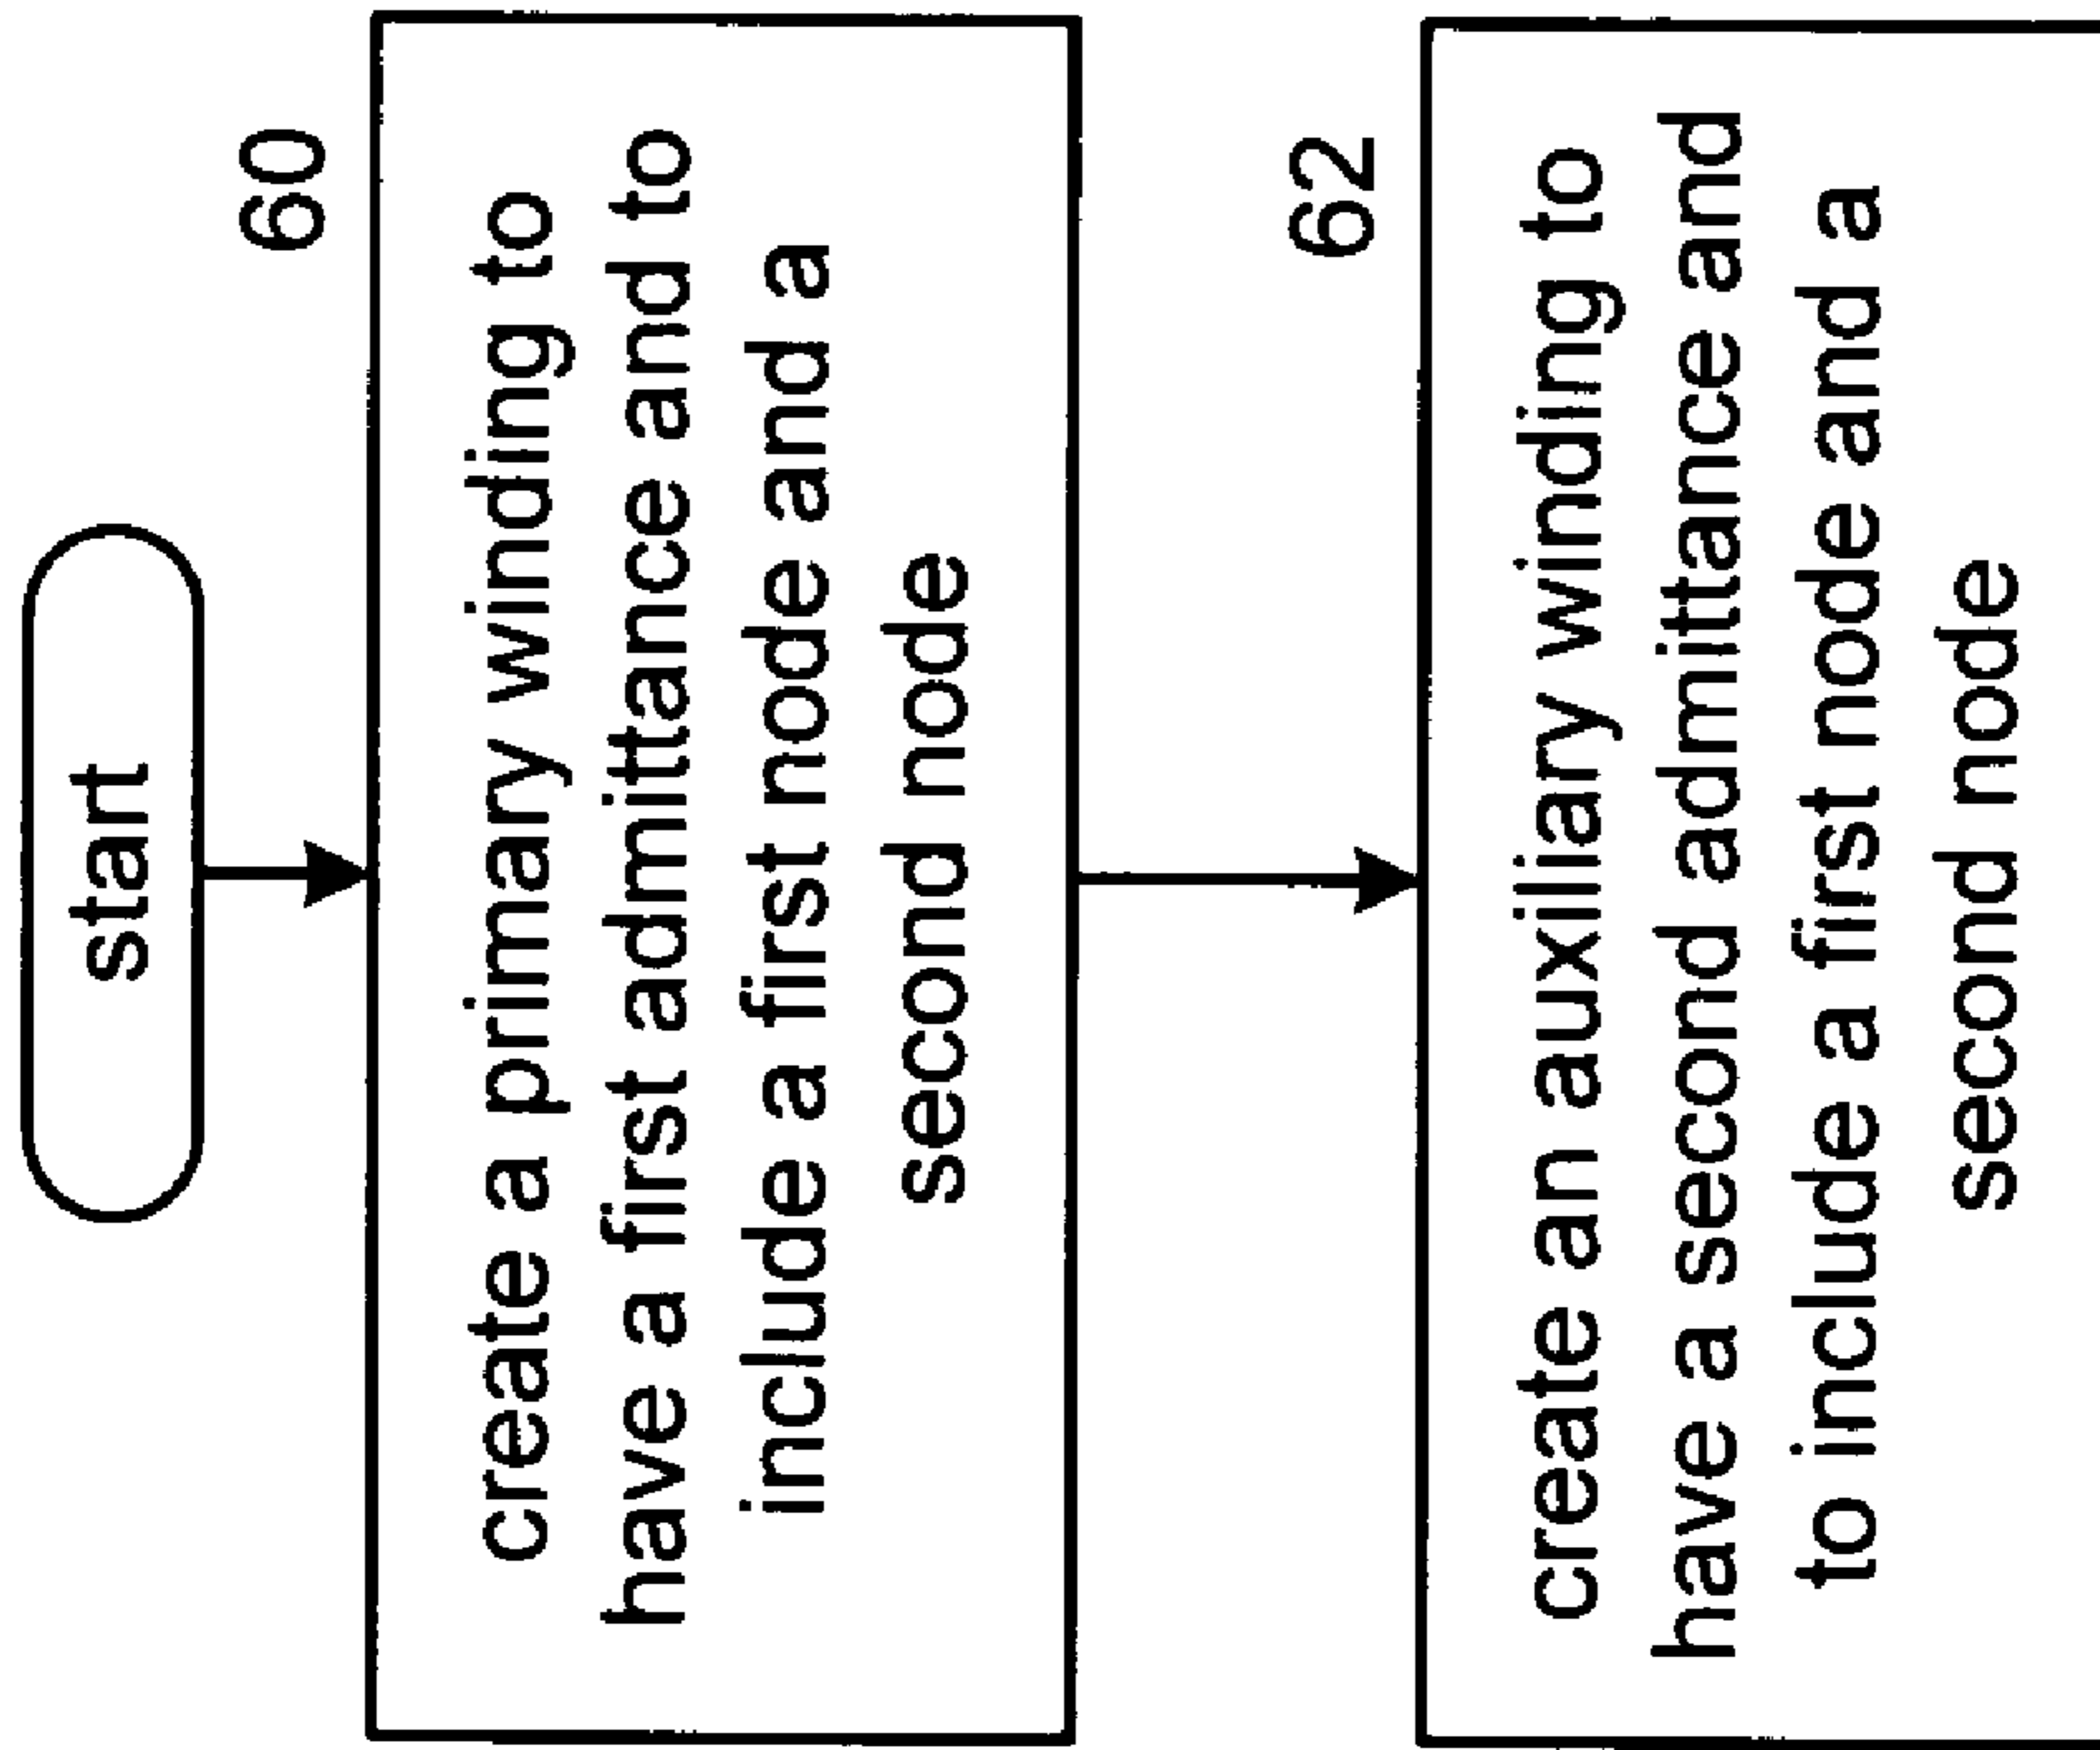 start
60
create a primary winding to
have a first admittance and to
include a first node and a
second node
62
create an auxiliary winding to
have a second admittance and
to include a first node and a
second node